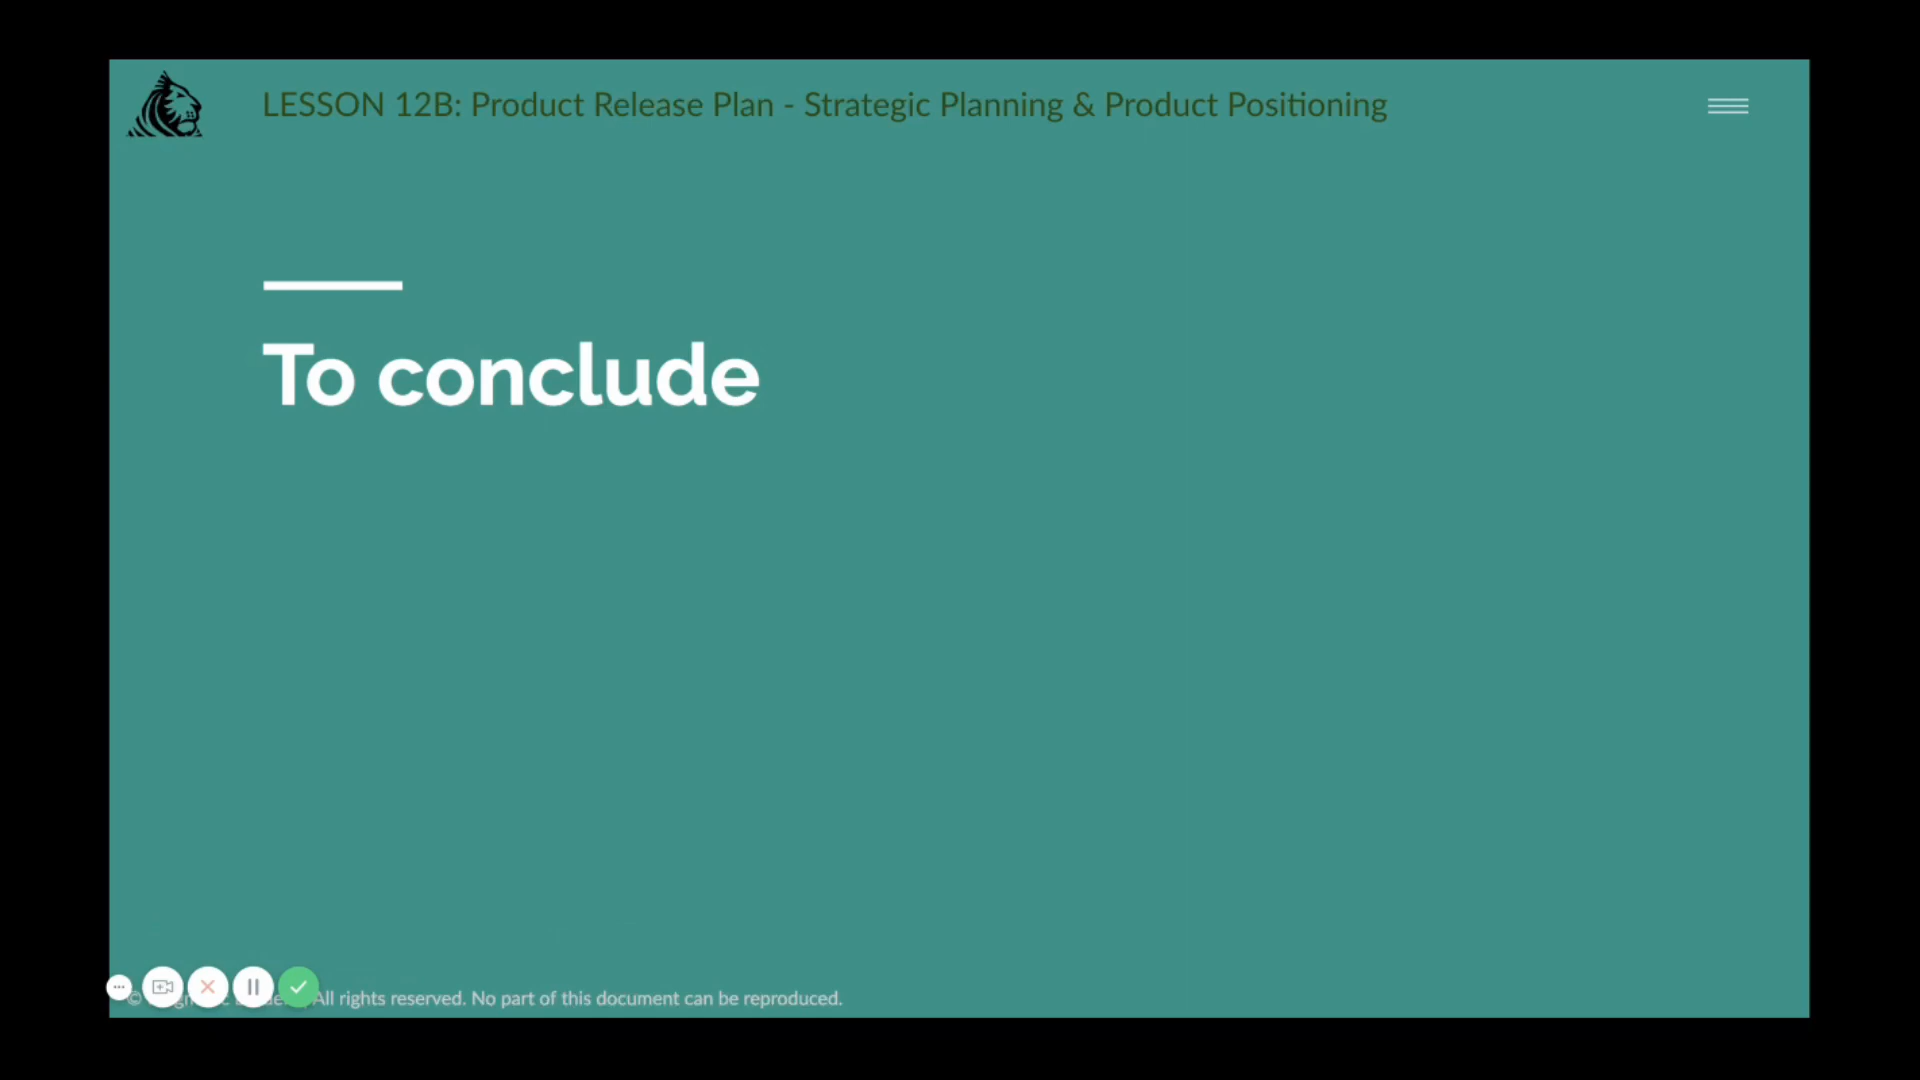 LESSON 12B: Product Release Plan - Strategic Planning & Product Positioning
To conclude
© All rights reserved. No part of this document can be reproduced.